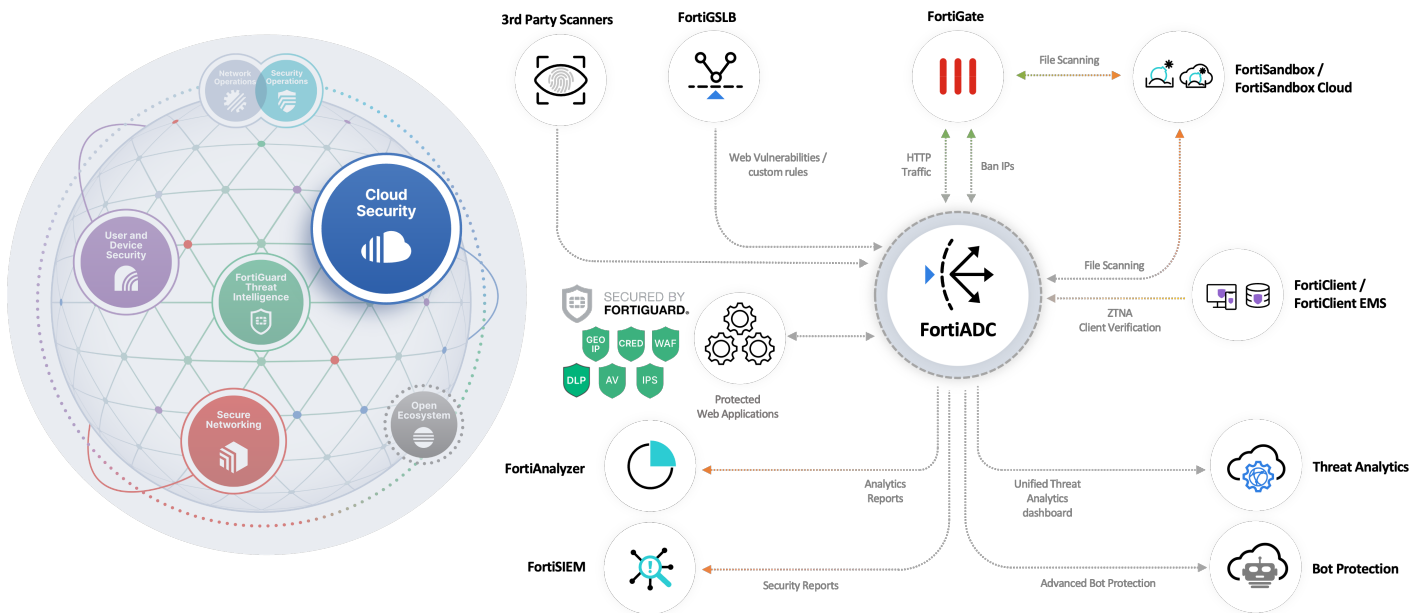 Network
Operations
Security
Operations
Cloud
Security
User and
Device
Security
FortiGuard
Threat
Intelligence
Secure
Networking
Open
Ecosystem
3rd Party Scanners
FortiGSLB
FortiGate
File Scanning
FortiSandbox /
FortiSandbox Cloud
Web Vulnerabilities /
custom rules
HTTP
Traffic
Ban IPs
FortiADC
File Scanning
ZTNA
Client Verification
FortiClient /
FortiClient EMS
SECURED BY
FORTIGUARD®
GEO
IP
CRED
WAF
DLP
AV
IPS
Protected
Web Applications
FortiAnalyzer
Analytics
Reports
Unified Threat
Analytics
dashboard
Threat Analytics
FortiSIEM
Security Reports
Advanced Bot Protection
Bot Protection